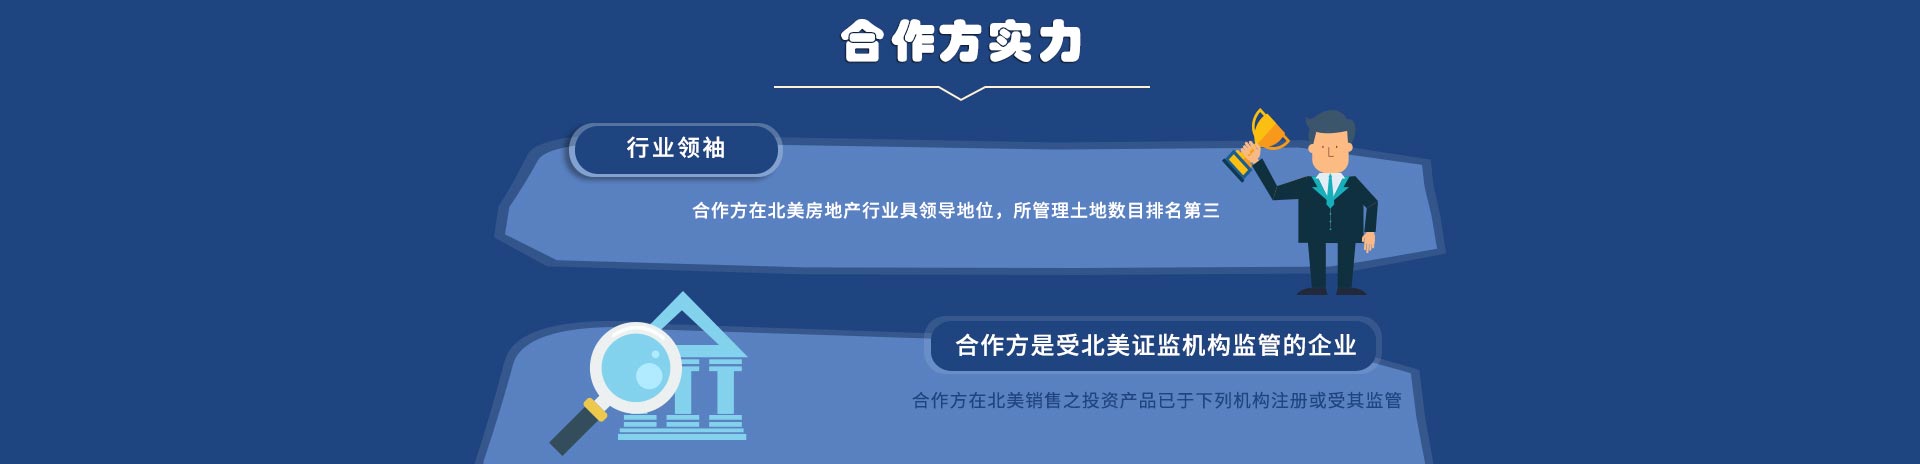 合作方实力
行业领袖
合作方在北美房地产行业具领导地位，所管理土地数目排名第三
合作方是受北美证监机构监管的企业
合作方在北美销售之投资产品已于下列机构注册或受其监管